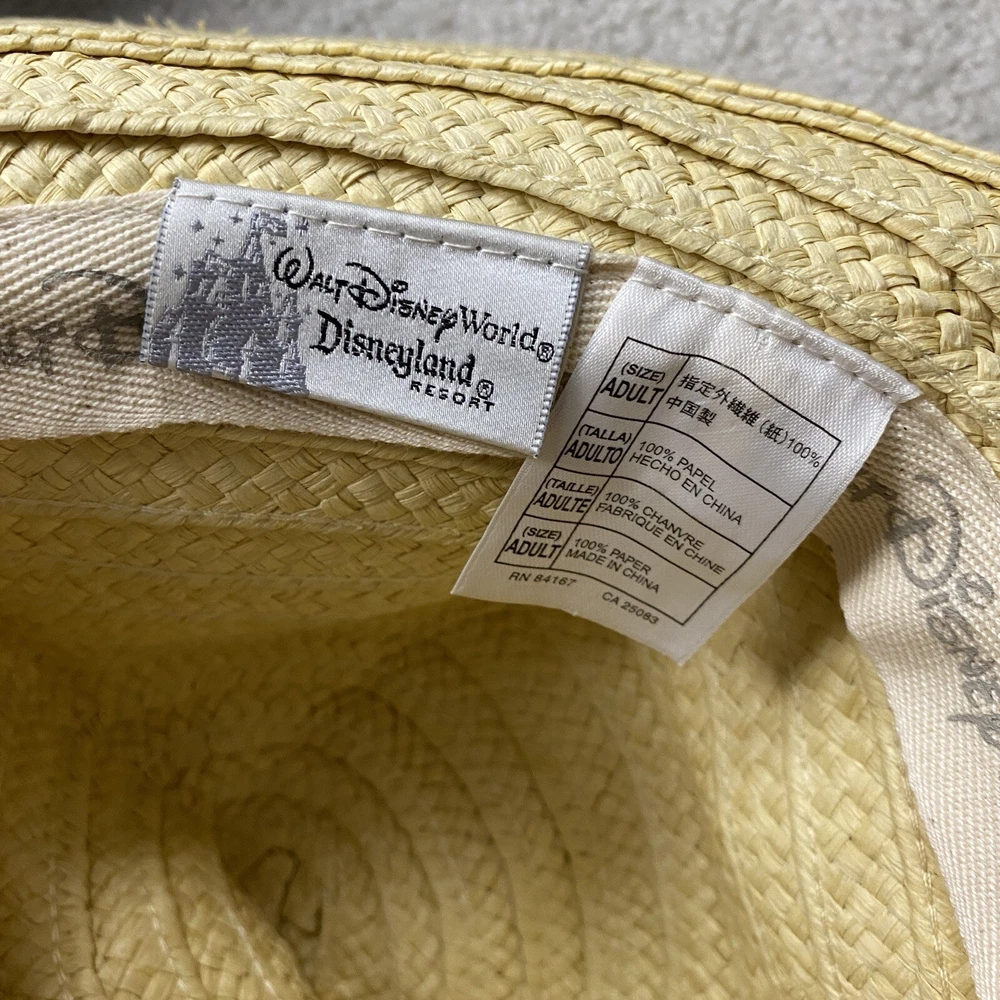 WALT DISNEY World®
Disneyland®
RESORT
(SIZE)
ADULT
指定外繊維(紙)100%
中国製
(TALLA)
ADULTO
100% PAPEL
HECHO EN CHINA
(TAILLE)
ADULTE
100% CHANVRE
FABRIQUE EN CHINE
(SIZE)
ADULT
100% PAPER
MADE IN CHINA
RN 84167
CA 25083
DISNEY